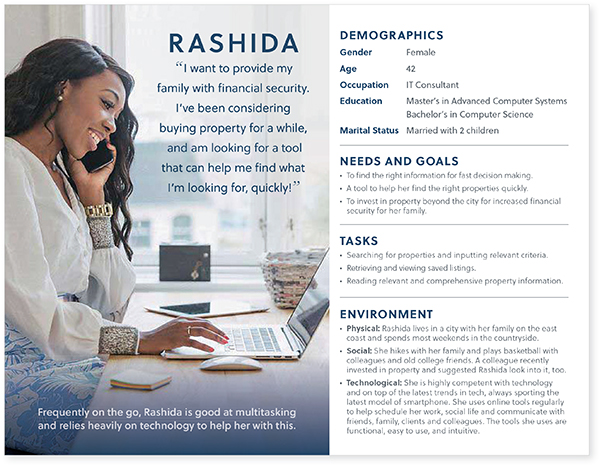 RASHIDA
“I want to provide my
family with financial security.
I’ve been considering
buying property for a while,
and am looking for a tool
that can help me find what
I’m looking for, quickly!”
Frequently on the go, Rashida is good at multitasking
and relies heavily on technology to help her with this.
DEMOGRAPHICS
Gender Female
Age 42
Occupation IT Consultant
Education Master’s in Advanced Computer Systems
Bachelor’s in Computer Science
Marital Status Married with 2 children
NEEDS AND GOALS
• To find the right information for fast decision making.
• A tool to help her find the right properties quickly.
• To invest in property beyond the city for increased financial
security for her family.
TASKS
• Searching for properties and inputting relevant criteria.
• Retrieving and viewing saved listings.
• Reading relevant and comprehensive property information.
ENVIRONMENT
• Physical: Rashida lives in a city with her family on the east
coast and spends most weekends in the countryside.
• Social: She hikes with her family and plays basketball with
colleagues and old college friends. A colleague recently
invested in property and suggested Rashida look into it, too.
• Technological: She is highly competent with technology
and on top of the latest trends in tech, always sporting the
latest model of smartphone. She uses online tools regularly
to help schedule her work, social life and communicate with
friends, family, clients and colleagues. The tools she uses are
functional, easy to use, and intuitive.